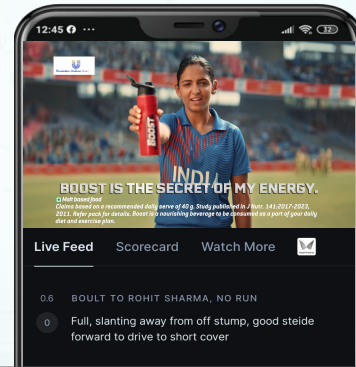 12:45 ...
32
BOOST
INDIA
BOOST IS THE SECRET OF MY ENERGY.
Malt based food
Claims based on a recommended daily serve of 40 g. Study published in J Nutr. 141:2017-2023,
2011. Refer pack for details. Boost is a nourishing beverage to be consumed as a part of your daily
diet and exercise plan.
Live Feed Scorecard Watch More
0.6 BOULT TO ROHIT SHARMA, NO RUN
0 Full, slanting away from off stump, good steide
forward to drive to short cover